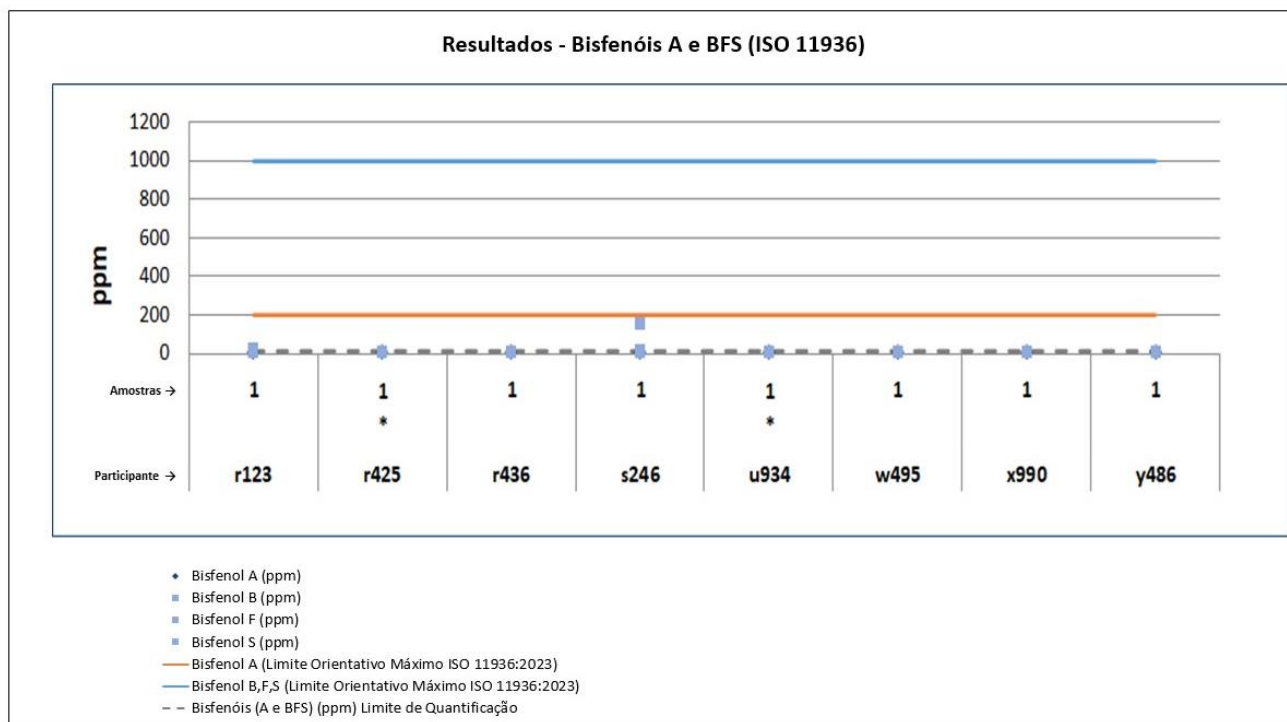 Resultados - Bisfenóis A e BFS (ISO 11936)
ppm
1200
1000
800
600
400
200
0
Amostras → 1 1 1 1 1 1 1 1
* *
Participante → r123 r425 r436 s246 u934 w495 x990 y486
Bisfenol A (ppm)
Bisfenol B (ppm)
Bisfenol F (ppm)
Bisfenol S (ppm)
Bisfenol A (Limite Orientativo Máximo ISO 11936:2023)
Bisfenol B,F,S (Limite Orientativo Máximo ISO 11936:2023)
Bisfenóis (A e BFS) (ppm) Limite de Quantificação